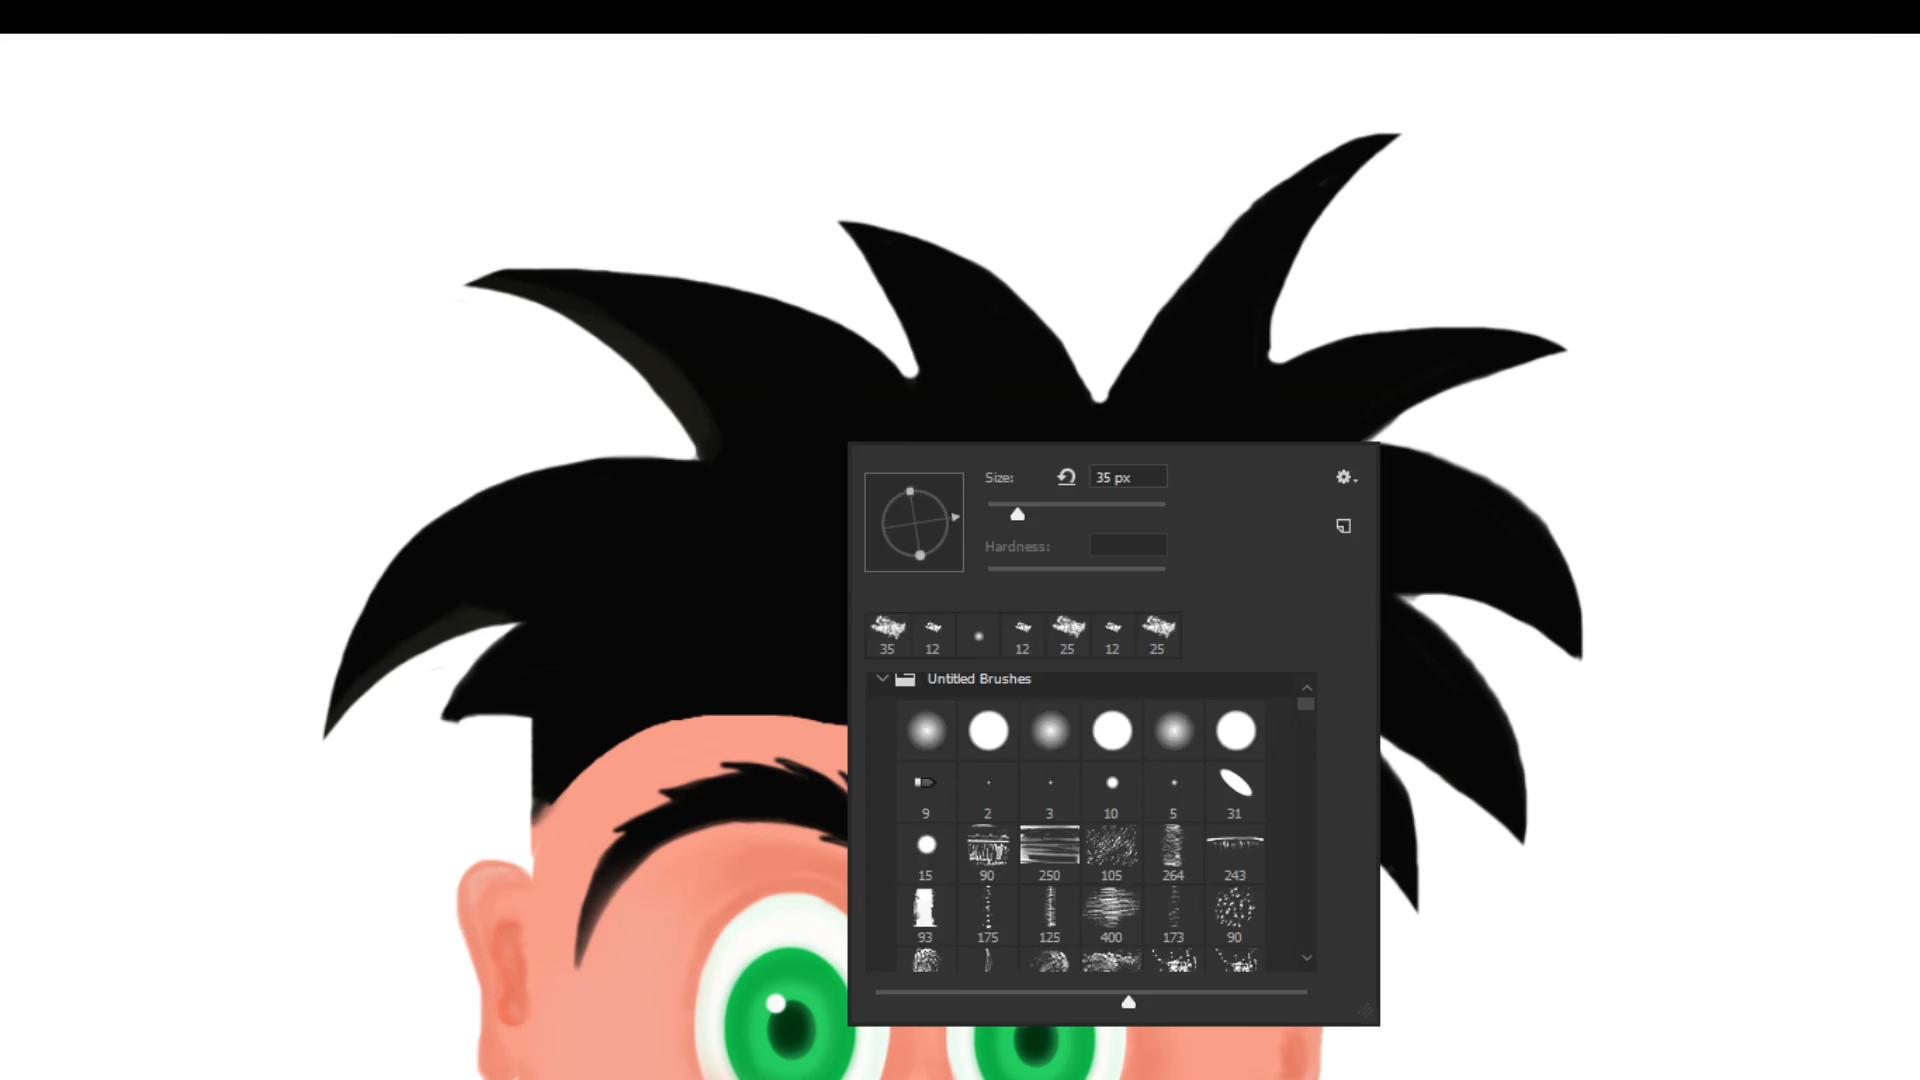 Size: 35 px
Hardness:
35 12 12 25 12 25
Untitled Brushes
9 2 3 10 5 31
15 90 250 105 264 243
93 175 125 400 173 90